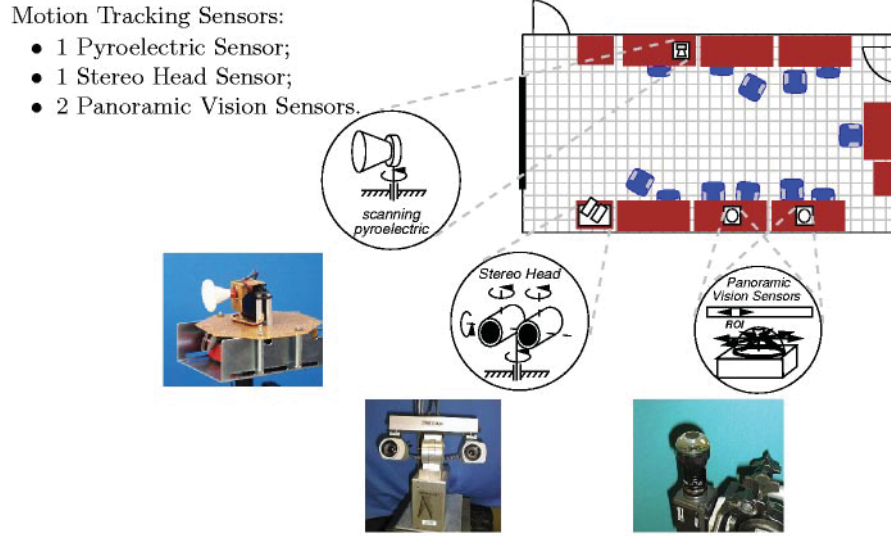 Motion Tracking Sensors:
• 1 Pyroelectric Sensor;
• 1 Stereo Head Sensor;
• 2 Panoramic Vision Sensors.
scanning
pyroelectric
Stereo Head
Panoramic
Vision Sensors
ROI